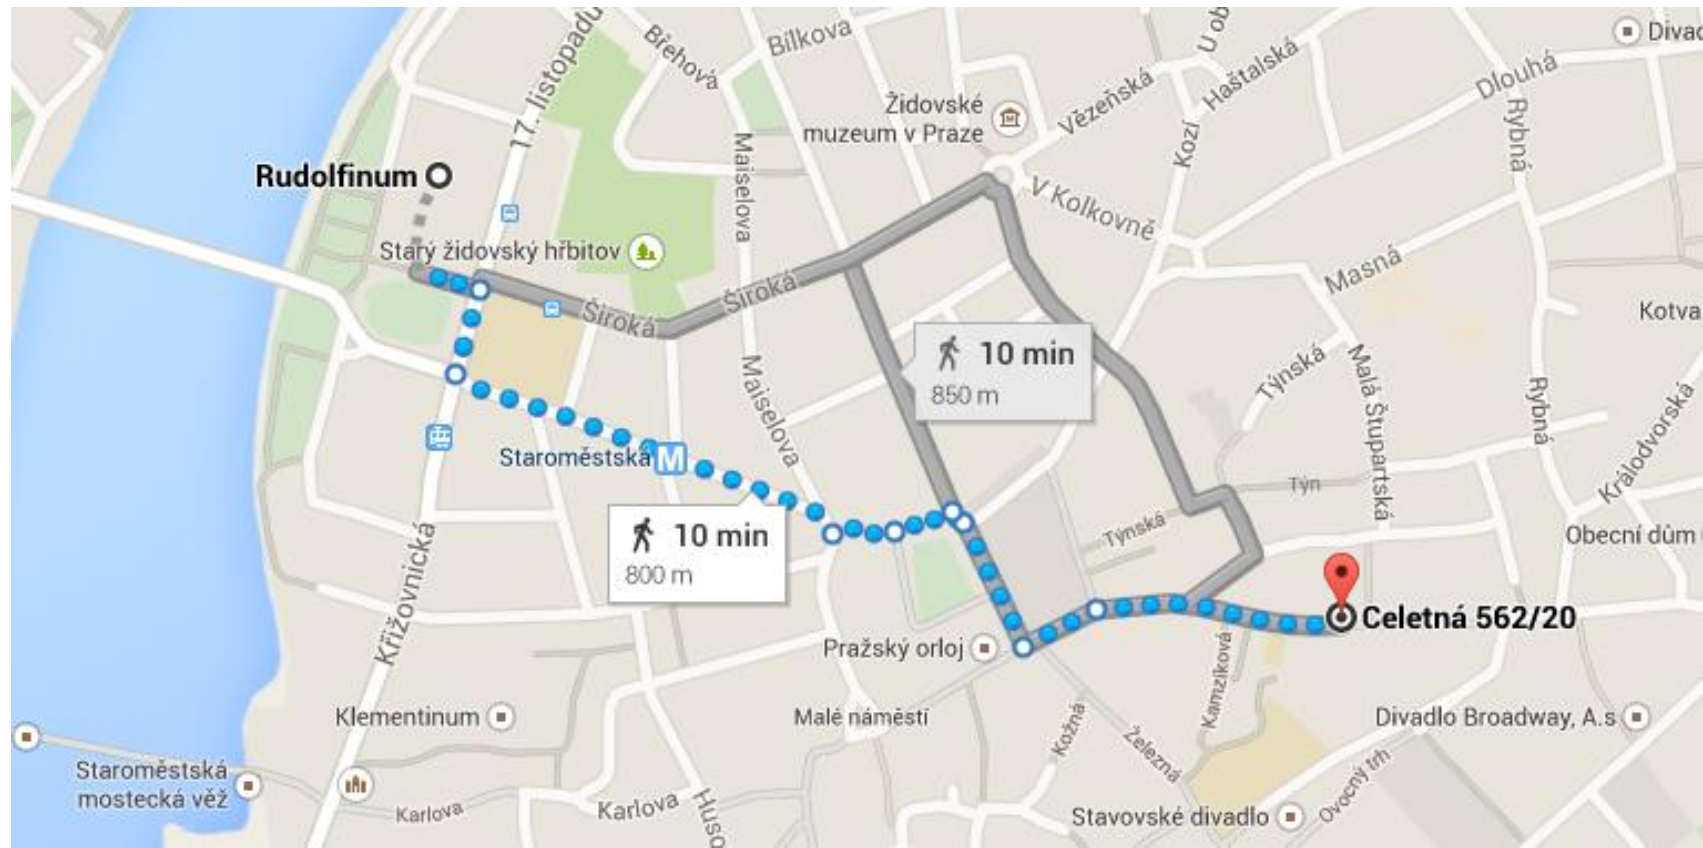 Břehová
Bílkova
U ob
Divad
17. listopadu
Židovské
muzeum v Praze
Vězeňská
Haštalská
Dlouhá
Rybná
Kozí
Maiselova
Rudolfinum
V Kolkovně
Starý židovský hřbitov
Masná
Široká
Široká
Kotva
10 min
850 m
Týnská
Malá Štupartská
Maiselova
Rybná
Královdvorská
Staroměstská
M
Týn
10 min
800 m
Týnská
Obecní dům
Křižovnická
Celetná 562/20
Pražský orloj
Kamzíková
Klementinum
Malé náměstí
Kožná
Železná
Divadlo Broadway, A.s
Staroměstská
mostecká věž
Karlova
Karlova
Huso
Stavovské divadlo
Ovocný trh